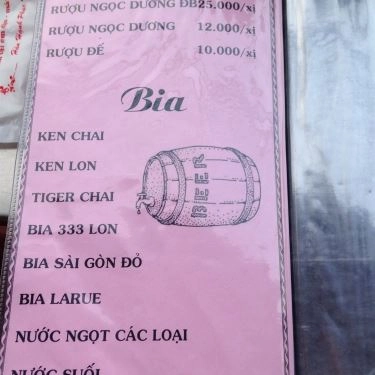 RƯỢU NGỌC DƯƠNG ĐB 25.000/xị
RƯỢU NGỌC DƯƠNG 12.000/xị
RƯỢU ĐẾ 10.000/xị
Bia
KEN CHAI
KEN LON
TIGER CHAI
BIA 333 LON
BIA SÀI GÒN ĐỎ
BIA LARUE
NƯỚC NGỌT CÁC LOẠI
NƯỚC SUỐI
BEER